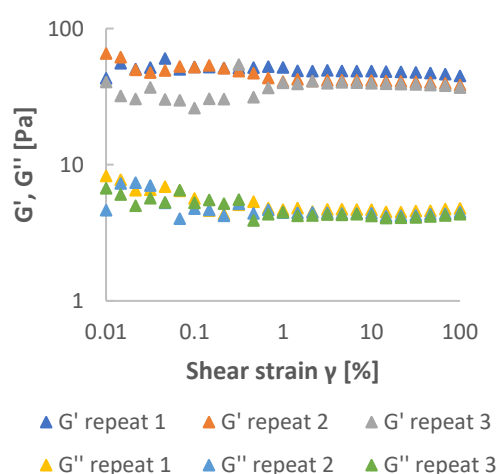 100
10
1
0.01 0.1 1 10 100
G', G'' [Pa]
Shear strain γ [%]
G' repeat 1 G' repeat 2 G' repeat 3
G'' repeat 1 G'' repeat 2 G'' repeat 3